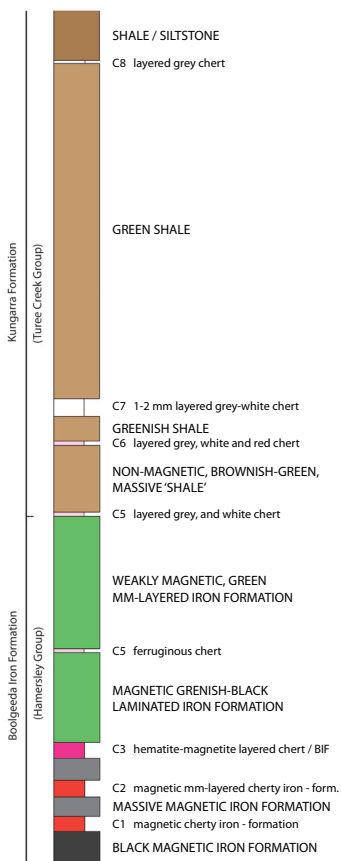 SHALE / SILTSTONE
C8 layered grey chert
GREEN SHALE
C7 1-2 mm layered grey-white chert
GREENISH SHALE
C6 layered grey, white and red chert
NON-MAGNETIC, BROWNISH-GREEN,
MASSIVE 'SHALE'
C5 layered grey, and white chert
WEAKLY MAGNETIC, GREEN
MM-LAYERED IRON FORMATION
C5 ferruginous chert
MAGNETIC GRENISH-BLACK
LAMINATED IRON FORMATION
C3 hematite-magnetite layered chert / BIF
C2 magnetic mm-layered cherty iron - form.
MASSIVE MAGNETIC IRON FORMATION
C1 magnetic cherty iron - formation
BLACK MAGNETIC IRON FORMATION
Kungarra Formation
(Turee Creek Group)
Boolgeeda Iron Formation
(Hamersley Group)